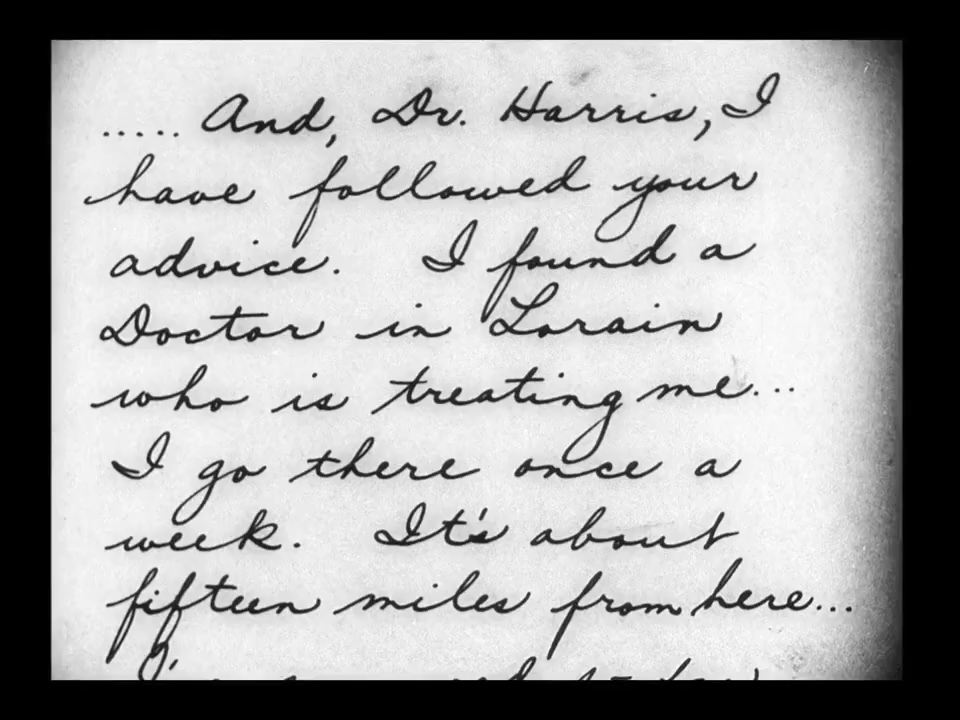 ..... And, Dr. Harris, I
have followed your
advice. I found a
Doctor in Lorain
who is treating me...
I go there once a
week. It's about
fifteen miles from here...